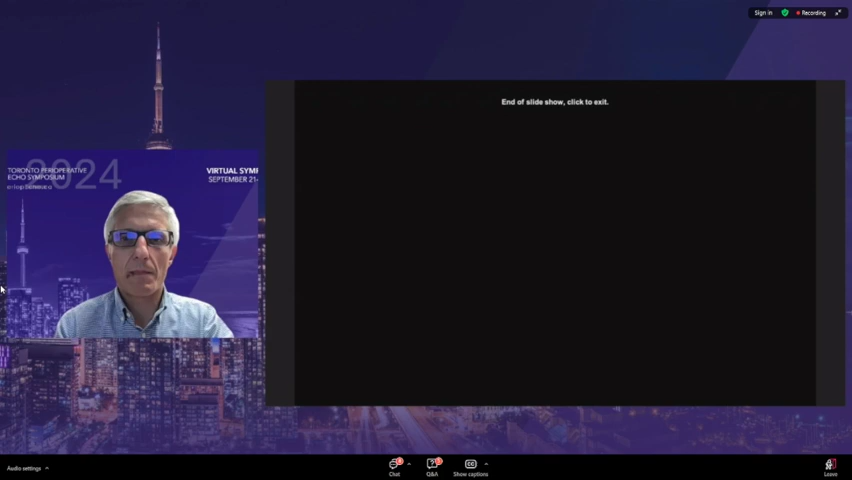 Sign in
Recording
End of slide show, click to exit.
TORONTO PERIOPERATIVE
ECHO SYMPOSIUM
2024
VIRTUAL SYMP
SEPTEMBER 21-
Audio settings
Chat
Q&A
CC
Show captions
Leave